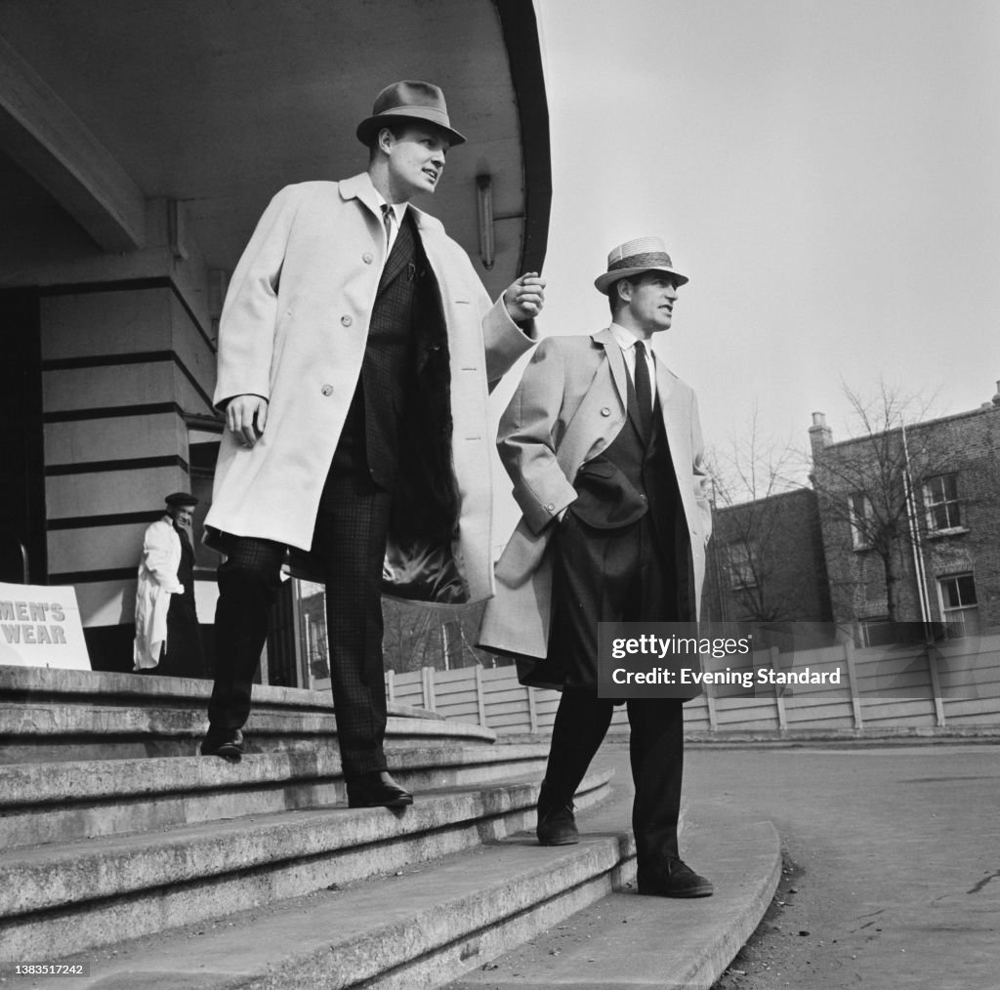 MEN'S
WEAR
gettyimages®
Credit: Evening Standard
1383517242